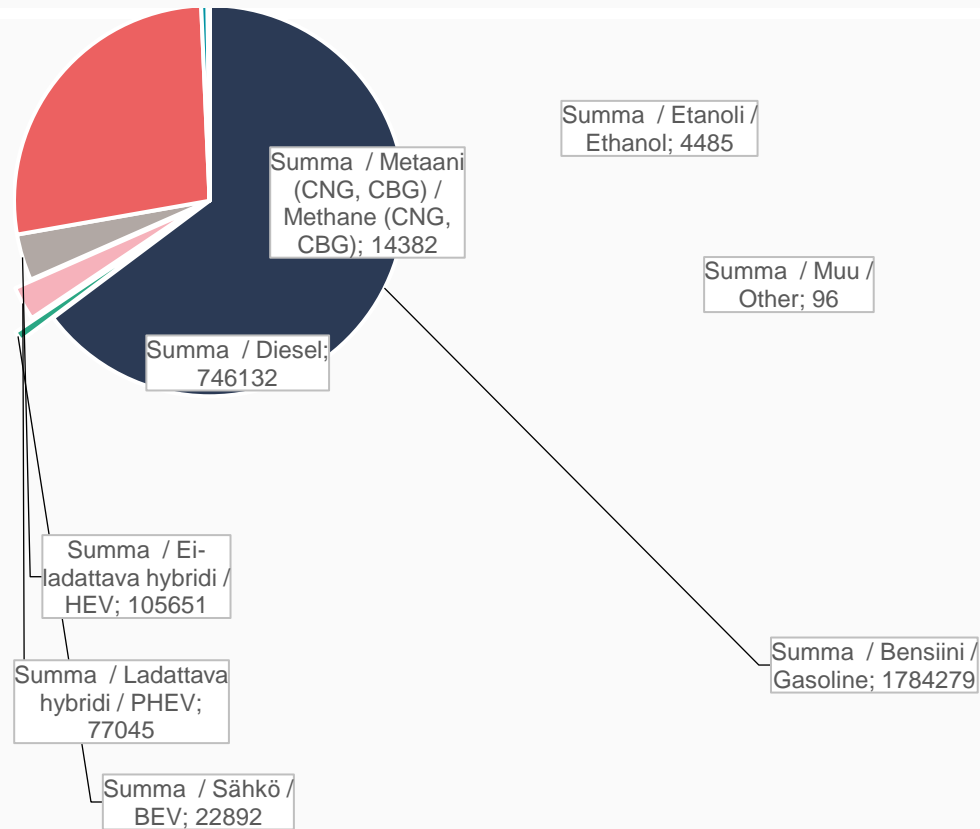 Summa / Etanoli /
Ethanol; 4485
Summa / Metaani
(CNG, CBG) /
Methane (CNG,
CBG); 14382
Summa / Muu /
Other; 96
Summa / Diesel;
746132
Summa / Ei-
ladattava hybridi /
HEV; 105651
Summa / Bensiini /
Gasoline; 1784279
Summa / Ladattava
hybridi / PHEV;
77045
Summa / Sähkö /
BEV; 22892